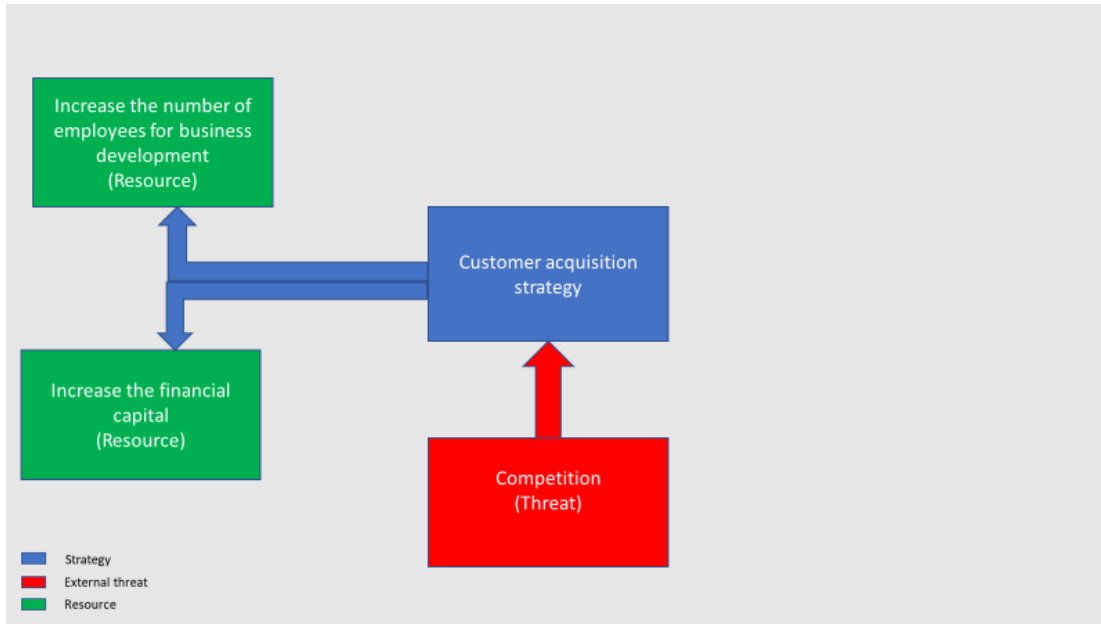 Increase the number of
employees for business
development
(Resource)
Customer acquisition
strategy
Increase the financial
capital
(Resource)
Competition
(Threat)
Strategy
External threat
Resource